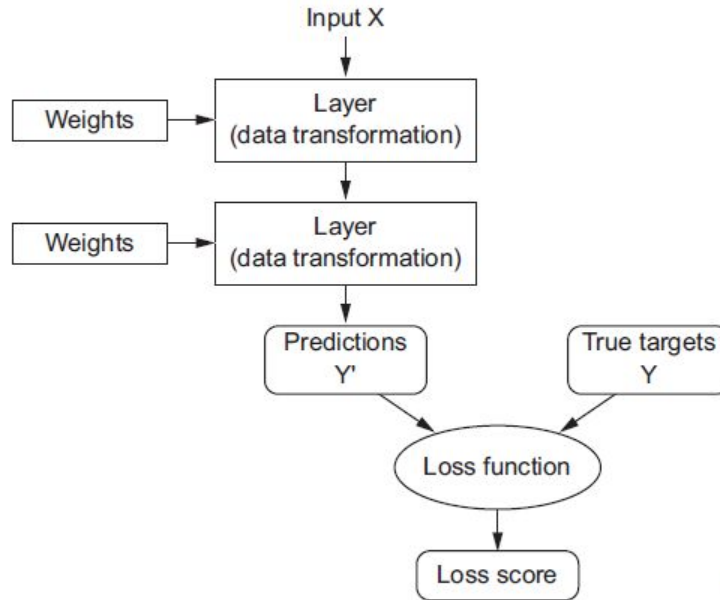 Input X
Layer
(data transformation)
Weights
Layer
(data transformation)
Weights
Predictions
Y'
True targets
Y
Loss function
Loss score